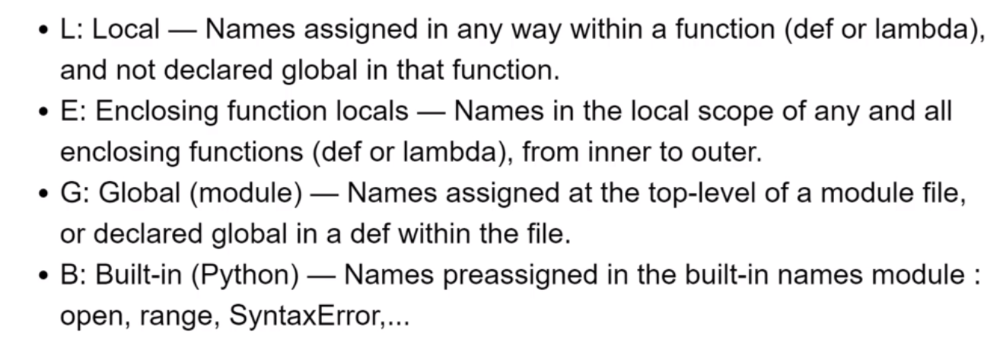 • L: Local — Names assigned in any way within a function (def or lambda),
and not declared global in that function.
• E: Enclosing function locals — Names in the local scope of any and all
enclosing functions (def or lambda), from inner to outer.
• G: Global (module) — Names assigned at the top-level of a module file,
or declared global in a def within the file.
• B: Built-in (Python) — Names preassigned in the built-in names module :
open, range, SyntaxError,...